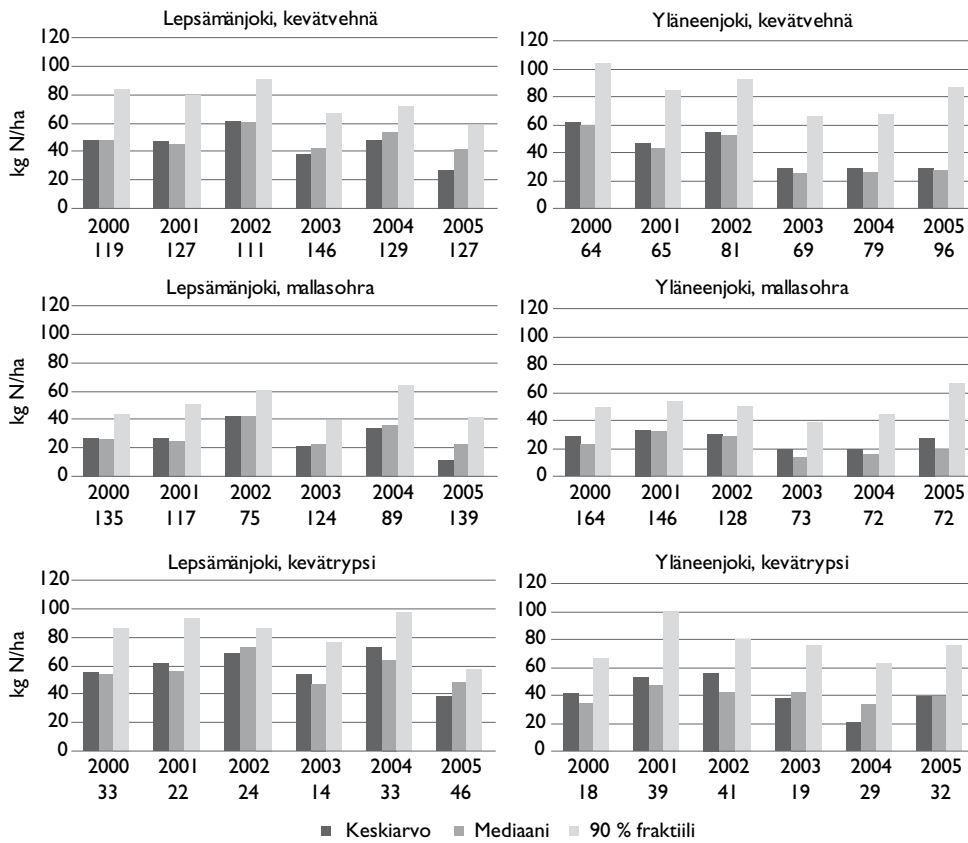 Lepsämänjoki, kevätvehnä
kg N/ha
120
100
80
60
40
20
0
2000 2001 2002 2003 2004 2005
119 127 111 146 129 127
Yläneenjoki, kevätvehnä
120
100
80
60
40
20
0
2000 2001 2002 2003 2004 2005
64 65 81 69 79 96
Lepsämänjoki, mallasohra
kg N/ha
120
100
80
60
40
20
0
2000 2001 2002 2003 2004 2005
135 117 75 124 89 139
Yläneenjoki, mallasohra
120
100
80
60
40
20
0
2000 2001 2002 2003 2004 2005
164 146 128 73 72 72
Lepsämänjoki, kevätrypsi
kg N/ha
120
100
80
60
40
20
0
2000 2001 2002 2003 2004 2005
33 22 24 14 33 46
Yläneenjoki, kevätrypsi
120
100
80
60
40
20
0
2000 2001 2002 2003 2004 2005
18 39 41 19 29 32
Keskiarvo Mediaani 90 % fraktiili